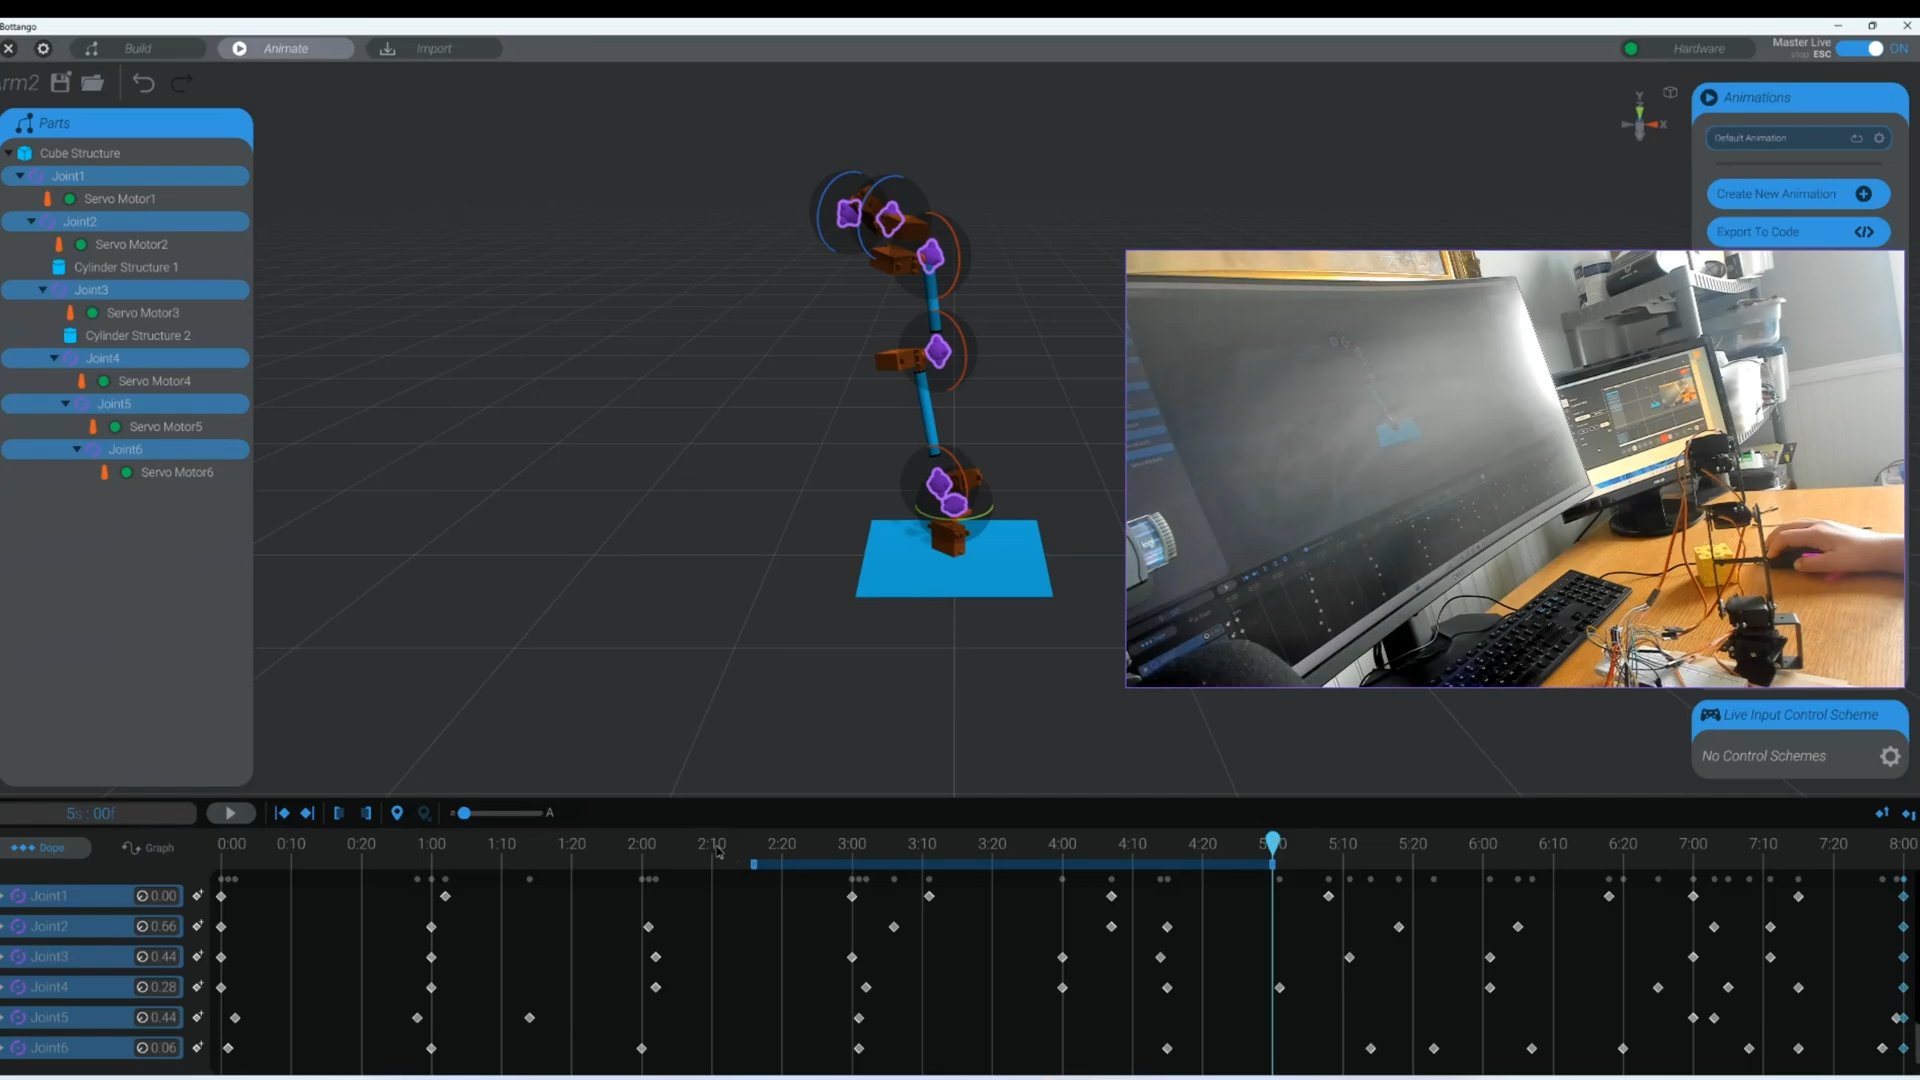 Bottango
Build
Animate
Import
Hardware
Master Live
stop: ESC
ON
rm2
Parts
Cube Structure
Joint1
Servo Motor1
Joint2
Servo Motor2
Cylinder Structure 1
Joint3
Servo Motor3
Cylinder Structure 2
Joint4
Servo Motor4
Joint5
Servo Motor5
Joint6
Servo Motor6
Y
X
Animations
Default Animation
Create New Animation
Export To Code
Live Input Control Scheme
No Control Schemes
5s : 00f
A
Dope
Graph
0:00 0:10 0:20 1:00 1:10 1:20 2:00 2:10 2:20 3:00 3:10 3:20 4:00 4:10 4:20 5:10 5:20 6:00 6:10 6:20 7:00 7:10 7:20 8:00
Joint1 0.00
Joint2 0.66
Joint3 0.44
Joint4 0.28
Joint5 0.44
Joint6 0.06